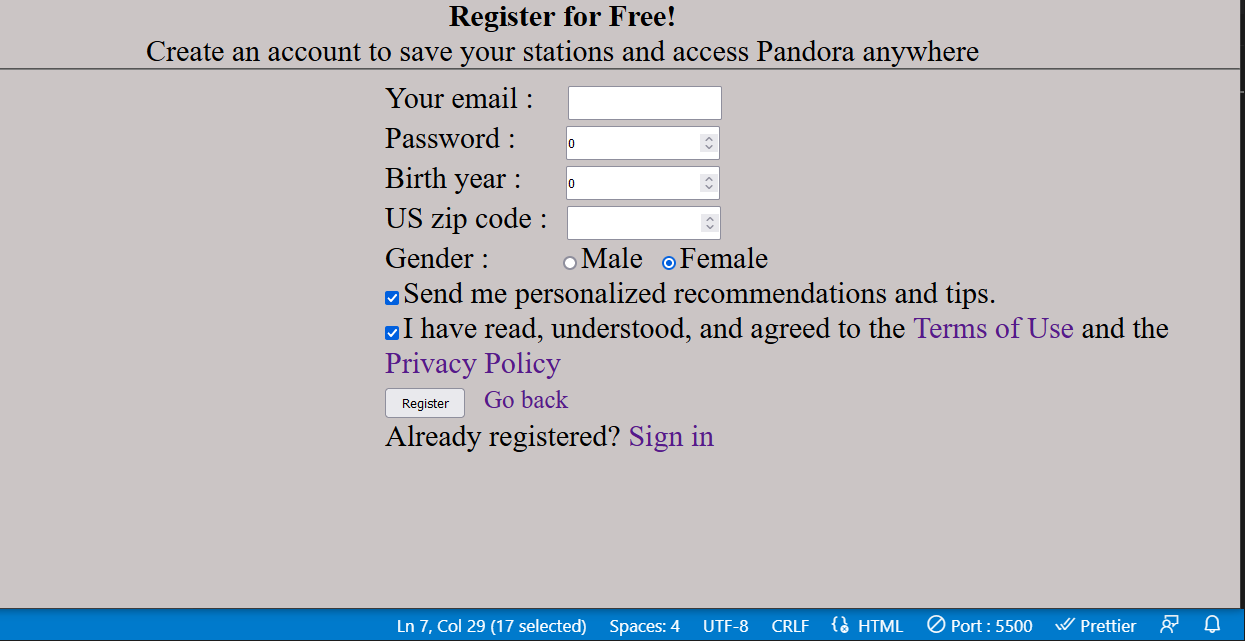 Register for Free!
Create an account to save your stations and access Pandora anywhere
Your email :
Password : 0
Birth year : 0
US zip code :
Gender : Male Female
Send me personalized recommendations and tips.
I have read, understood, and agreed to the Terms of Use and the
Privacy Policy
Register Go back
Already registered? Sign in
Ln 7, Col 29 (17 selected) Spaces: 4 UTF-8 CRLF HTML Port : 5500 Prettier